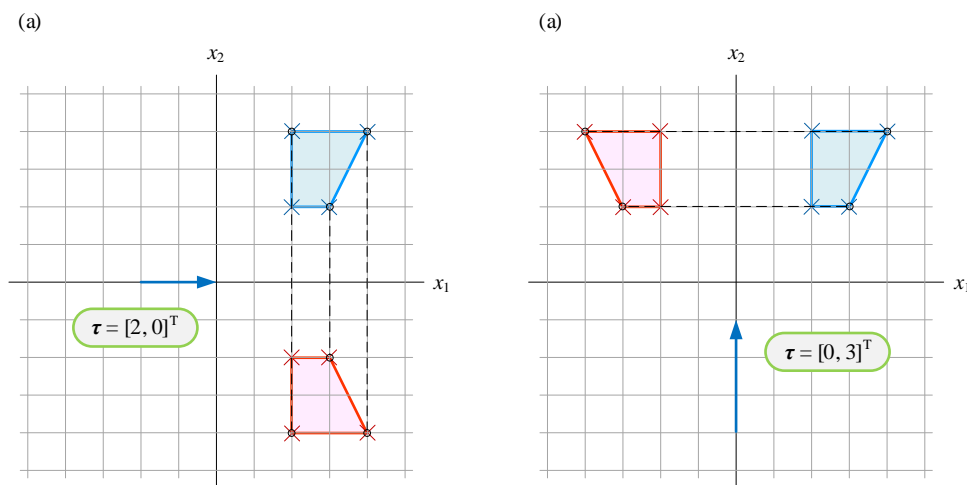 (a)
x₂
x₁
τ = [2, 0]ᵀ
(a)
x₂
x₁
τ = [0, 3]ᵀ